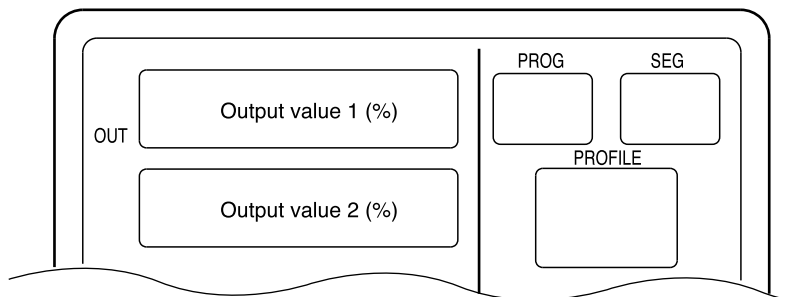 PROG SEG
Output value 1 (%)
OUT
PROFILE
Output value 2 (%)